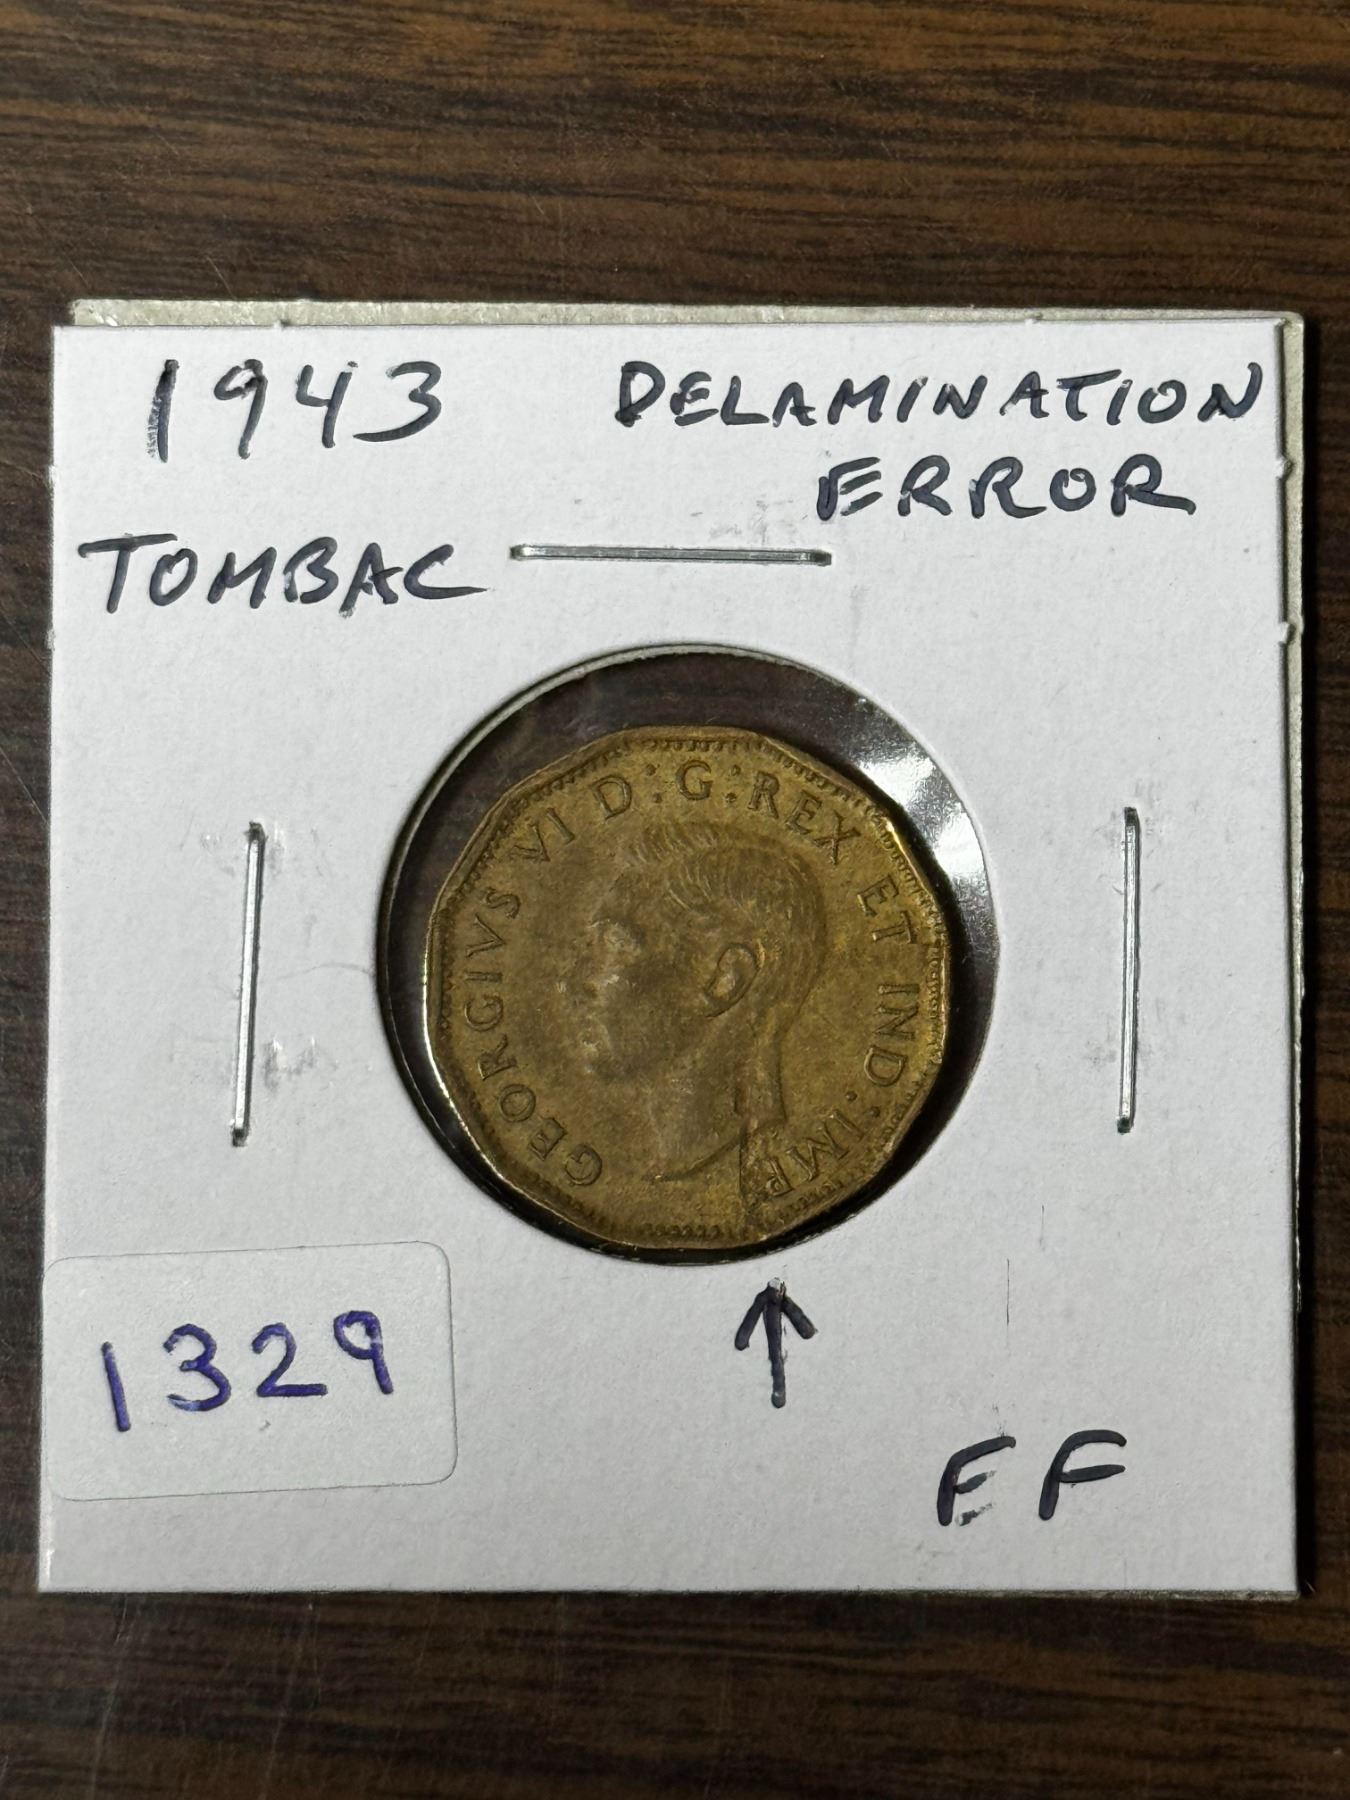 1943 DELAMINATION
ERROR
TOMBAC
GEORGIVS VI D:G:REX ET IND:IMP
1329
EF